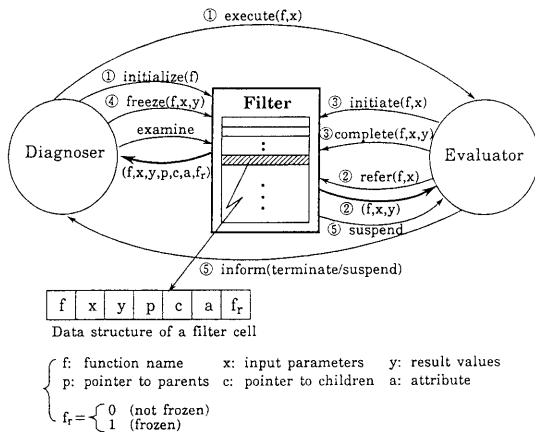 ① execute(f,x)
① initialize(f)
④ freeze(f,x,y)
examine
(f,x,y,p,c,a,fr)
Diagnoser
Filter
③ initiate(f,x)
③complete(f,x,y)
② refer(f,x)
② (f,x,y)
⑤ suspend
Evaluator
⑤ inform(terminate/suspend)
f x y p c a fr
Data structure of a filter cell
f: function name x: input parameters y: result values
p: pointer to parents c: pointer to children a: attribute
fr = 0 (not frozen)
1 (frozen)